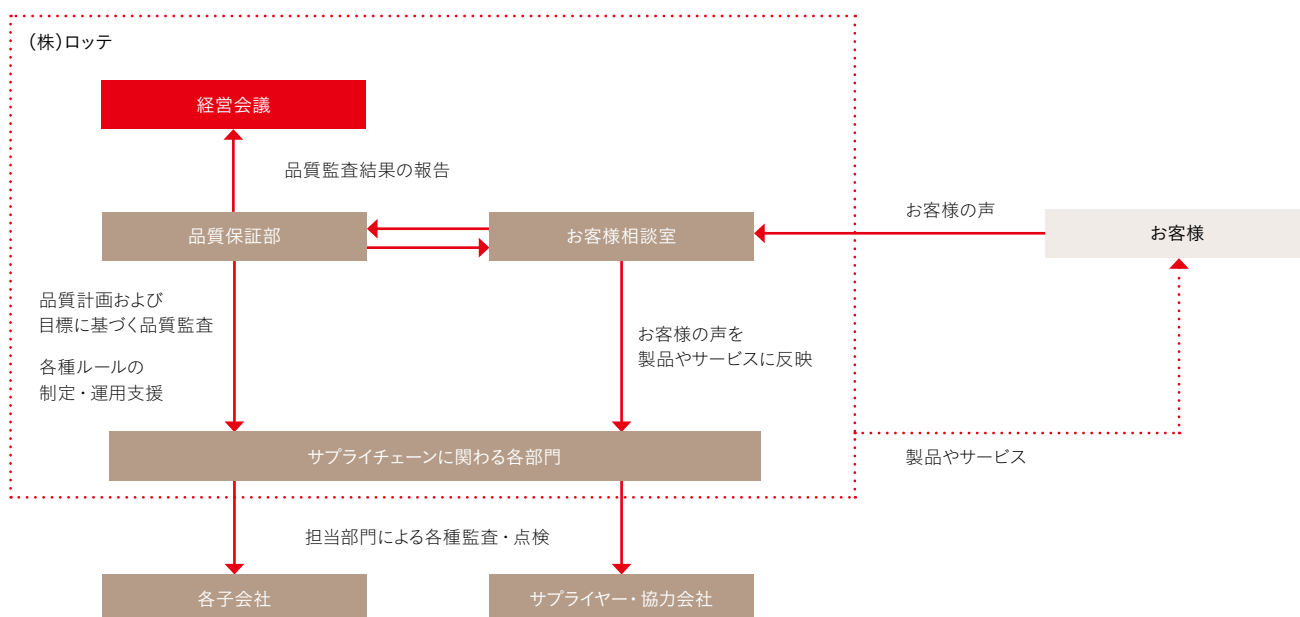 (株)ロッテ
経営会議
品質監査結果の報告
品質保証部
お客様相談室
お客様の声
お客様
品質計画および
目標に基づく品質監査
各種ルールの
制定・運用支援
お客様の声を
製品やサービスに反映
サプライチェーンに関わる各部門
製品やサービス
担当部門による各種監査・点検
各子会社
サプライヤー・協力会社